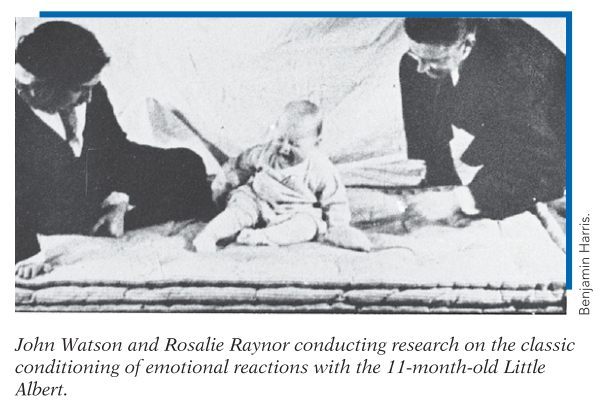 Benjamin Harris.
John Watson and Rosalie Raynor conducting research on the classic
conditioning of emotional reactions with the 11-month-old Little
Albert.